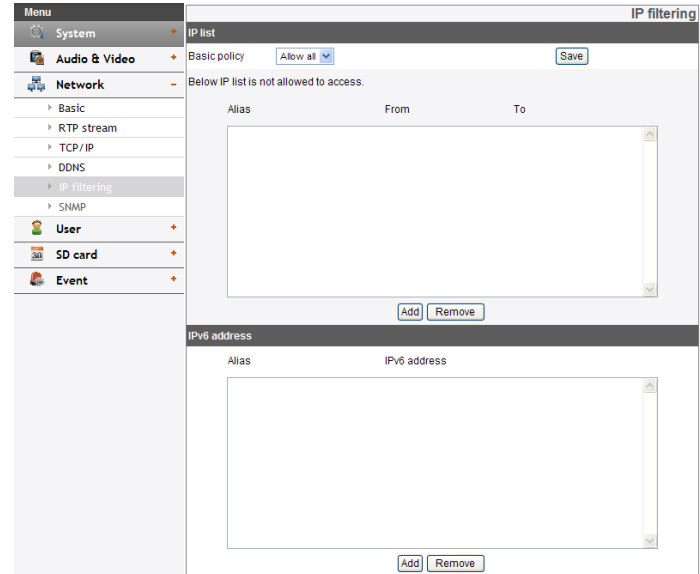 Menu
System
Audio & Video
Network
Basic
RTP stream
TCP/IP
DDNS
IP filtering
SNMP
User
30 SD card
Event
IP filtering
IP list
Basic policy Allow all Save
Below IP list is not allowed to access.
Alias From To
Add Remove
IPv6 address
Alias IPv6 address
Add Remove